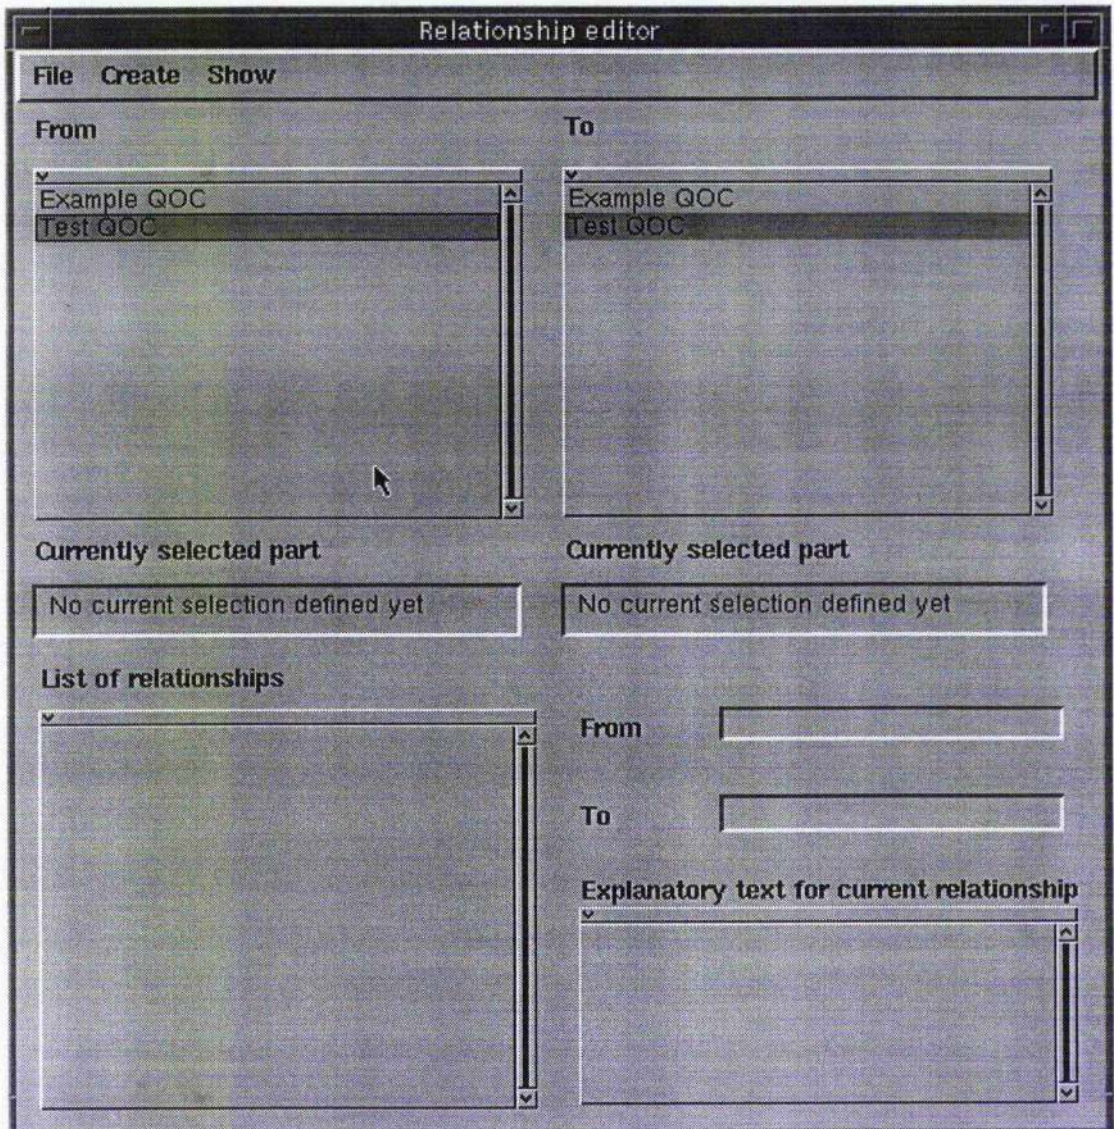 Relationship editor
File Create Show
From
To
Example QOC
Test QOC
Example QOC
Test QOC
Currently selected part
Currently selected part
No current selection defined yet
No current selection defined yet
List of relationships
From
To
Explanatory text for current relationship